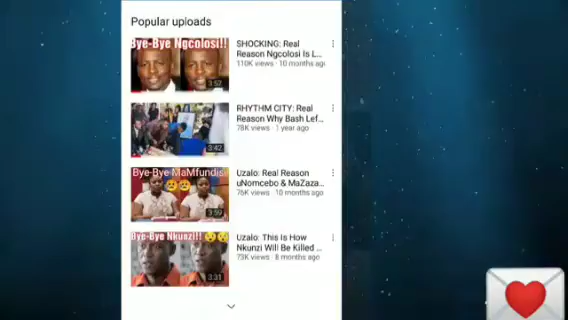 Popular uploads
Bye-Bye Ngcolosi!!
3:52
SHOCKING: Real
Reason Ngcolosi Is L...
110K views · 10 months ago
3:42
RHYTHM CITY: Real
Reason Why Bash Lef...
78K views · 1 year ago
Bye-Bye MaMfundisi
3:59
Uzalo: Real Reason
uNomcebo & MaZaza...
76K views · 10 months ago
Bye-Bye Nkunzi!!
3:31
Uzalo: This Is How
Nkunzi Will Be Killed ...
73K views · 8 months ago